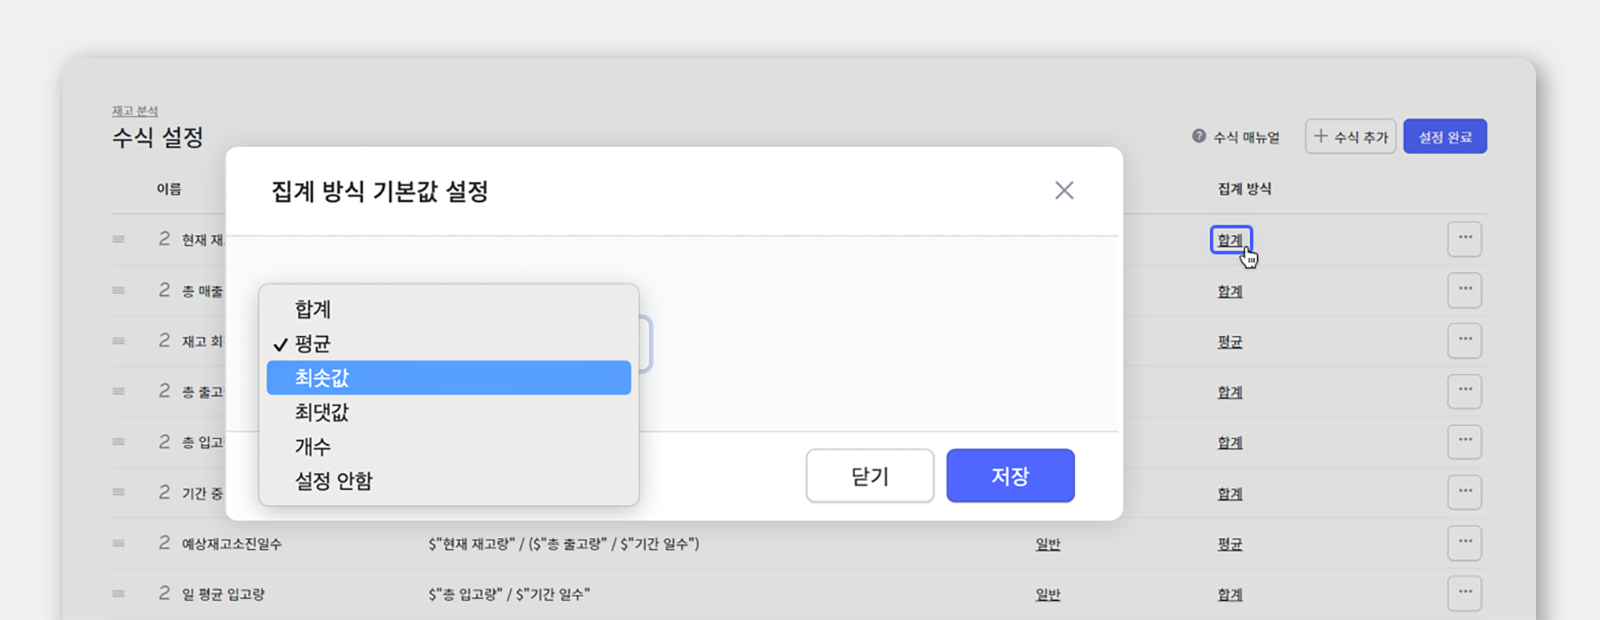 재고 분석
수식 설정
수식 매뉴얼
수식 추가
설정 완료
이름
집계 방식
집계 방식 기본값 설정
2 현재 재
합계
2 총 매출
합계
2 재고 회
평균
2 총 출고
합계
2 총 입고
합계
2 기간 중
합계
합계
평균
최솟값
최댓값
개수
설정 안함
닫기
저장
2 예상재고소진일수 $"현재 재고량" / ($"총 출고량" / $"기간 일수") 일반 평균
2 일 평균 입고량 $"총 입고량" / $"기간 일수" 일반 합계